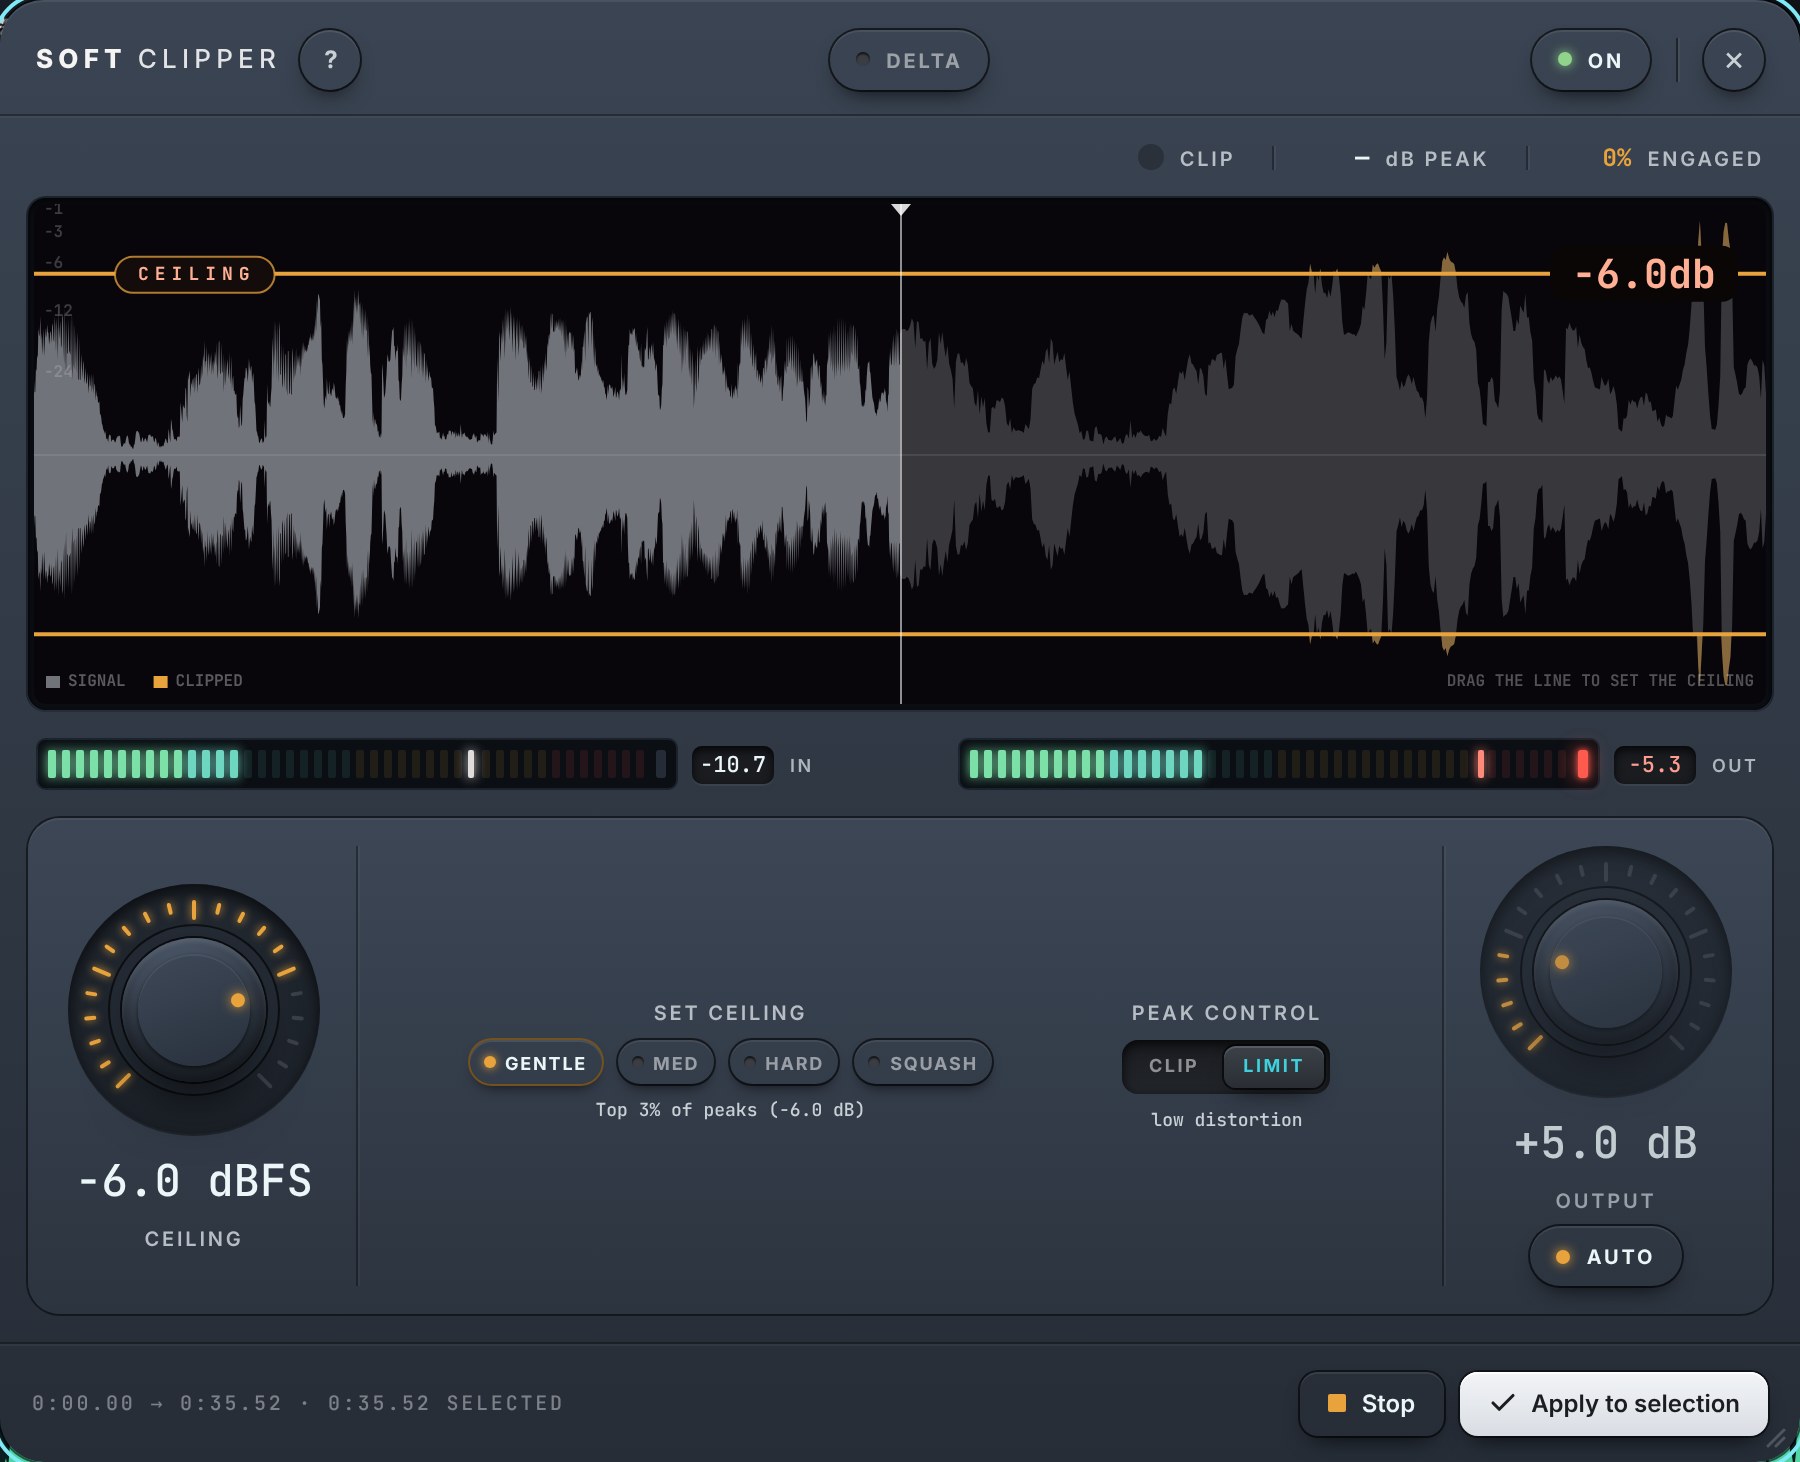 SOFT CLIPPER ? DELTA ON
CLIP – dB PEAK 0% ENGAGED
-1
-3
-6
CEILING -6.0db
-12
-24
SIGNAL CLIPPED DRAG THE LINE TO SET THE CEILING
-10.7 IN -5.3 OUT
SET CEILING PEAK CONTROL
GENTLE MED HARD SQUASH CLIP LIMIT
Top 3% of peaks (-6.0 dB) low distortion
-6.0 dBFS +5.0 dB
CEILING OUTPUT
AUTO
0:00.00 → 0:35.52 · 0:35.52 SELECTED Stop Apply to selection